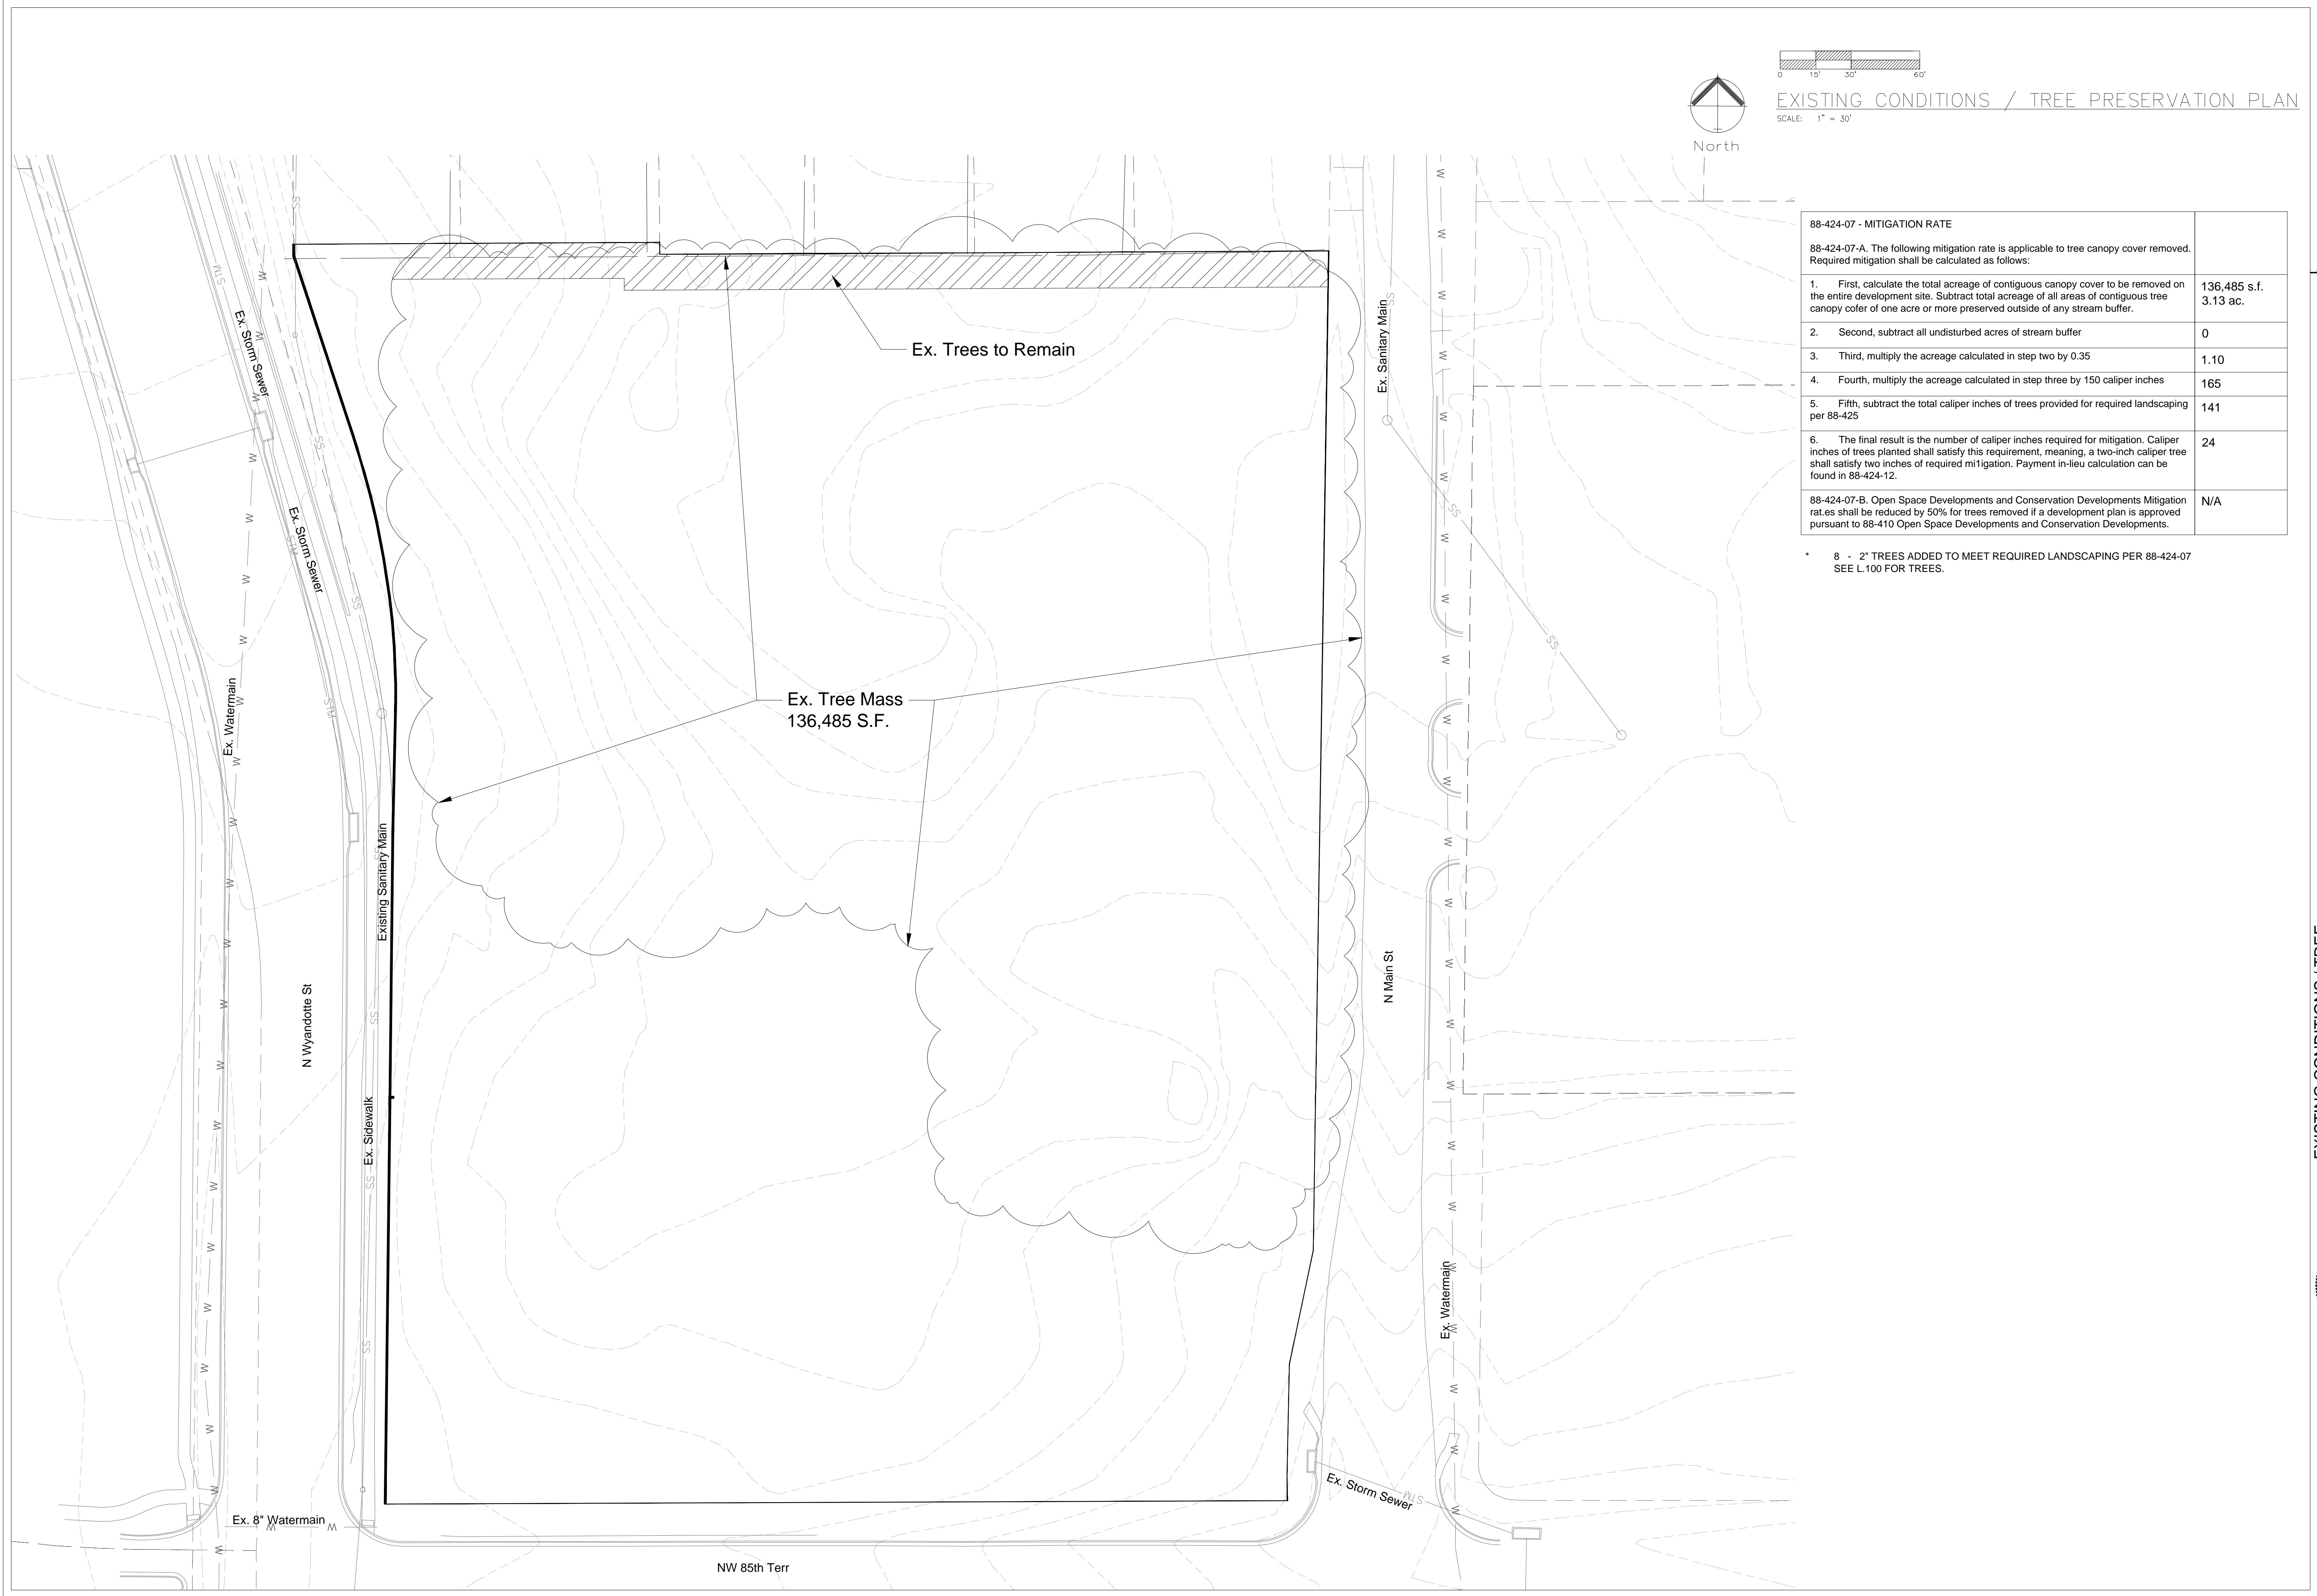 0 15' 30' 60'
EXISTING CONDITIONS / TREE PRESERVATION PLAN
SCALE: 1" = 30'
North
88-424-07 - MITIGATION RATE
88-424-07-A. The following mitigation rate is applicable to tree canopy cover removed.
Required mitigation shall be calculated as follows:
1. First, calculate the total acreage of contiguous canopy cover to be removed on
the entire development site. Subtract total acreage of all areas of contiguous tree
canopy cofer of one acre or more preserved outside of any stream buffer.
136,485 s.f.
3.13 ac.
2. Second, subtract all undisturbed acres of stream buffer
0
3. Third, multiply the acreage calculated in step two by 0.35
1.10
4. Fourth, multiply the acreage calculated in step three by 150 caliper inches
165
5. Fifth, subtract the total caliper inches of trees provided for required landscaping
per 88-425
141
6. The final result is the number of caliper inches required for mitigation. Caliper
inches of trees planted shall satisfy this requirement, meaning, a two-inch caliper tree
shall satisfy two inches of required mi1igation. Payment in-lieu calculation can be
found in 88-424-12.
24
88-424-07-B. Open Space Developments and Conservation Developments Mitigation
rat.es shall be reduced by 50% for trees removed if a development plan is approved
pursuant to 88-410 Open Space Developments and Conservation Developments.
N/A
* 8 - 2" TREES ADDED TO MEET REQUIRED LANDSCAPING PER 88-424-07
SEE L.100 FOR TREES.
Ex. Trees to Remain
Ex. Tree Mass
136,485 S.F.
Ex. Storm Sewer
Ex. Storm Sewer
Ex. Watermain
Existing Sanitary Main
N Wyandotte St
Ex. Sidewalk
Ex. 8" Watermain
NW 85th Terr
Ex. Sanitary Main
N Main St
Ex. Watermain
Ex. Storm Sewer
STM
STM
STM
STM
SS
SS
SS
SS
SS
SS
SS
SS
SS
SS
W